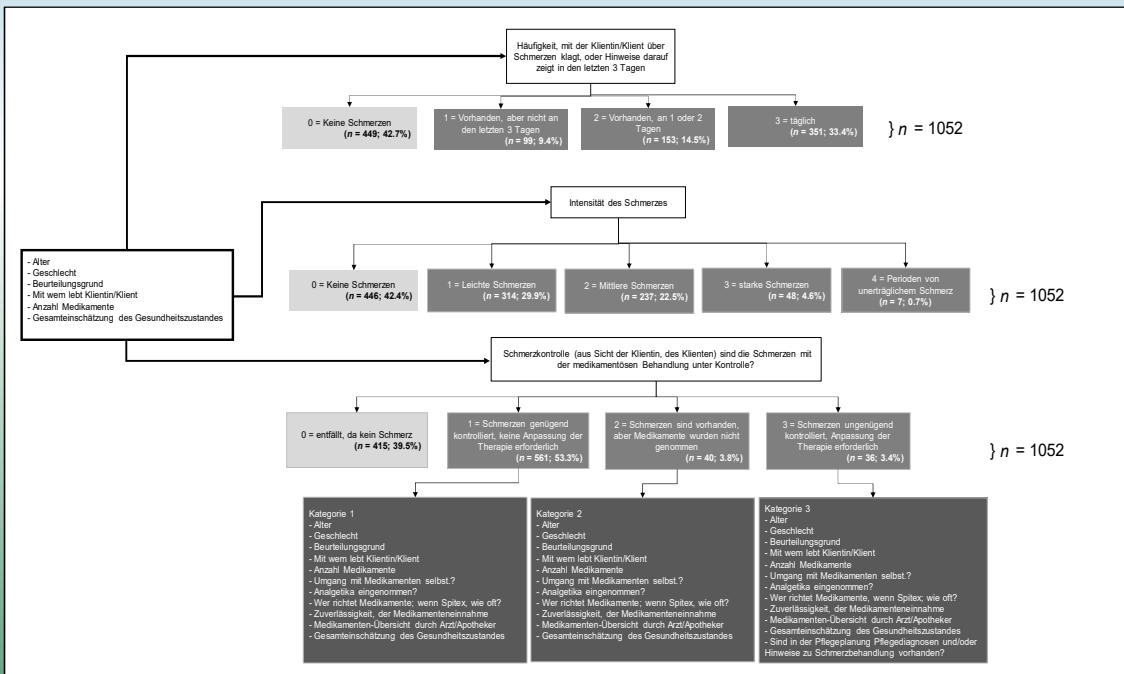 Häufigkeit, mit der Klientin/Klient über
Schmerzen klagt, oder Hinweise darauf
zeigt in den letzten 3 Tagen
0 = Keine Schmerzen
(n = 449; 42.7%)
1 = Vorhanden, aber nicht an
den letzten 3 Tagen
(n = 99; 9.4%)
2 = Vorhanden, an 1 oder 2
Tagen
(n = 153; 14.5%)
3 = täglich
(n = 351; 33.4%)
} n = 1052
Intensität des Schmerzes
- Alter
- Geschlecht
- Beurteilungsgrund
- Mit wem lebt Klientin/Klient
- Anzahl Medikamente
- Gesamteinschätzung des Gesundheitszustandes
0 = Keine Schmerzen
(n = 446; 42.4%)
1 = Leichte Schmerzen
(n = 314; 29.9%)
2 = Mittlere Schmerzen
(n = 237; 22.5%)
3 = starke Schmerzen
(n = 48; 4.6%)
4 = Perioden von
unerträglichem Schmerz
(n = 7; 0.7%)
} n = 1052
Schmerzkontrolle (aus Sicht der Klientin, des Klienten) sind die Schmerzen mit
der medikamentösen Behandlung unter Kontrolle?
0 = entfällt, da kein Schmerz
(n = 415; 39.5%)
1 = Schmerzen genügend
kontrolliert, keine Anpassung der
Therapie erforderlich
(n = 561; 53.3%)
2 = Schmerzen sind vorhanden,
aber Medikamente wurden nicht
genommen
(n = 40; 3.8%)
3 = Schmerzen ungenügend
kontrolliert, Anpassung der
Therapie erforderlich
(n = 36; 3.4%)
} n = 1052
Kategorie 1
- Alter
- Geschlecht
- Beurteilungsgrund
- Mit wem lebt Klientin/Klient
- Anzahl Medikamente
- Umgang mit Medikamenten selbst.?
- Analgetika eingenommen?
- Wer richtet Medikamente; wenn Spitex, wie oft?
- Zuverlässigkeit, der Medikamenteneinnahme
- Medikamenten-Übersicht durch Arzt/Apotheker
- Gesamteinschätzung des Gesundheitszustandes
Kategorie 2
- Alter
- Geschlecht
- Beurteilungsgrund
- Mit wem lebt Klientin/Klient
- Anzahl Medikamente
- Umgang mit Medikamenten selbst.?
- Analgetika eingenommen?
- Wer richtet Medikamente; wenn Spitex, wie oft?
- Zuverlässigkeit, der Medikamenteneinnahme
- Medikamenten-Übersicht durch Arzt/Apotheker
- Gesamteinschätzung des Gesundheitszustandes
Kategorie 3
- Alter
- Geschlecht
- Beurteilungsgrund
- Mit wem lebt Klientin/Klient
- Anzahl Medikamente
- Umgang mit Medikamenten selbst.?
- Analgetika eingenommen?
- Wer richtet Medikamente, wenn Spitex; wie oft?
- Zuverlässigkeit, der Medikamenteneinnahme
- Medikamenten-Übersicht durch Arzt/Apotheker
- Gesamteinschätzung des Gesundheitszustandes
- Sind in der Pflegeplanung Pflegediagnosen und/oder
Hinweise zu Schmerzbehandlung vorhanden?